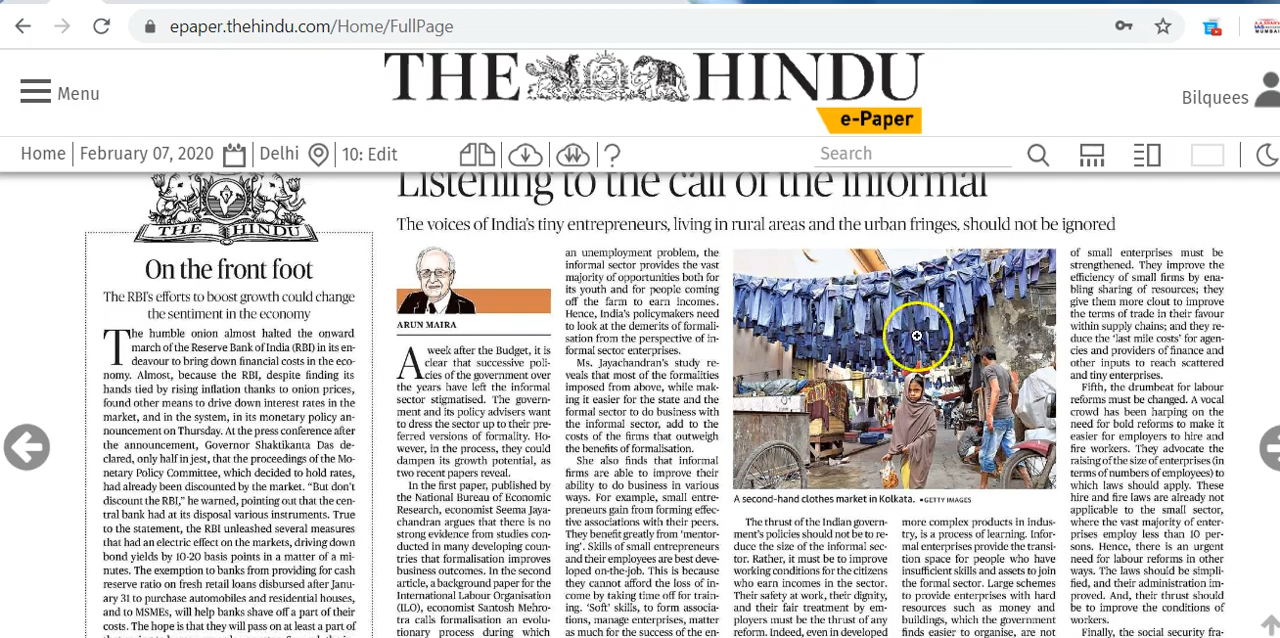 epaper.thehindu.com/Home/FullPage
THE HINDU
e-Paper
Menu
Bilquees
Home
February 07, 2020
Delhi
10: Edit
?
Search
THE HINDU
On the front foot
The RBI's efforts to boost growth could change
the sentiment in the economy
The humble onion almost halted the onward
march of the Reserve Bank of India (RBI) in its en-
deavour to bring down financial costs in the eco-
nomy. Almost, because the RBI, despite finding its
hands tied by rising inflation thanks to onion prices,
found other means to drive down interest rates in the
market, and in the system, in its monetary policy an-
nouncement on Thursday. At the press conference after
the announcement, Governor Shaktikanta Das de-
clared, only half in jest, that the proceedings of the Mo-
netary Policy Committee, which decided to hold rates,
had already been discounted by the market. "But don't
discount the RBI," he warned, pointing out that the cen-
tral bank had at its disposal various instruments. True
to the statement, the RBI unleashed several measures
that had an electric effect on the markets, driving down
bond yields by 10-20 basis points in a matter of a mi-
nutes. The exemption to banks from providing for cash
reserve ratio on fresh retail loans disbursed after Janu-
ary 31 to purchase automobiles and residential houses,
and to MSMEs, will help banks shave off a part of their
costs. The hope is that they will pass on at least a part of
Listening to the call of the informal
The voices of India's tiny entrepreneurs, living in rural areas and the urban fringes, should not be ignored
ARUN MAIRA
A week after the Budget, it is
clear that successive poli-
cies of the government over
the years have left the informal
sector stigmatised. The govern-
ment and its policy advisers want
to dress the sector up to their pre-
ferred versions of formality. Ho-
wever, in the process, they could
dampen its growth potential, as
two recent papers reveal.
In the first paper, published by
the National Bureau of Economic
Research, economist Seema Jaya-
chandran argues that there is no
strong evidence from studies con-
ducted in many developing coun-
tries that formalisation improves
business outcomes. In the second
article, a background paper for the
International Labour Organisation
(ILO), economist Santosh Mehro-
tra calls formalisation an evolu-
tionary process during which
an unemployment problem, the
informal sector provides the vast
majority of opportunities both for
its youth and for people coming
off the farm to earn incomes.
Hence, India's policymakers need
to look at the demerits of formali-
sation from the perspective of in-
formal sector enterprises.
Ms. Jayachandran's study re-
veals that most of the formalities
imposed from above, while mak-
ing it easier for the state and the
formal sector to do business with
the informal sector, add to the
costs of the firms that outweigh
the benefits of formalisation.
She also finds that informal
firms are able to improve their
ability to do business in various
ways. For example, small entre-
preneurs gain from forming effec-
tive associations with their peers.
They benefit greatly from 'mentor-
ing'. Skills of small entrepreneurs
and their employees are best deve-
loped on-the-job. This is because
they cannot afford the loss of in-
come by taking time off for train-
ing. 'Soft' skills, to form associa-
tions, manage enterprises, matter
as much for the success of the en-
A second-hand clothes market in Kolkata. •GETTY IMAGES
The thrust of the Indian govern-
ment's policies should not be to re-
duce the size of the informal sec-
tor. Rather, it must be to improve
working conditions for the citizens
who earn incomes in the sector.
Their safety at work, their dignity,
and their fair treatment by em-
ployers must be the thrust of any
reform. Indeed, even in developed
more complex products in indus-
try, is a process of learning. Infor-
mal enterprises provide the transi-
tion space for people who have
insufficient skills and assets to join
the formal sector. Large schemes
to provide enterprises with hard
resources such as money and
buildings, which the government
finds easier to organise, are not
of small enterprises must be
strengthened. They improve the
efficiency of small firms by ena-
bling sharing of resources; they
give them more clout to improve
the terms of trade in their favour
within supply chains; and they re-
duce the 'last mile costs' for agen-
cies and providers of finance and
other inputs to reach scattered
and tiny enterprises.
Fifth, the drumbeat for labour
reforms must be changed. A vocal
crowd has been harping on the
need for bold reforms to make it
easier for employers to hire and
fire workers. They advocate the
raising of the size of enterprises (in
terms of numbers of employees) to
which laws should apply. These
hire and fire laws are already not
applicable to the small sector,
where the vast majority of enter-
prises employ less than 10 per-
sons. Hence, there is an urgent
need for labour reforms in other
ways. The laws should be simpli-
fied, and their administration im-
proved. And, their thrust should
be to improve the conditions of
workers.
Finally, the social security fra-